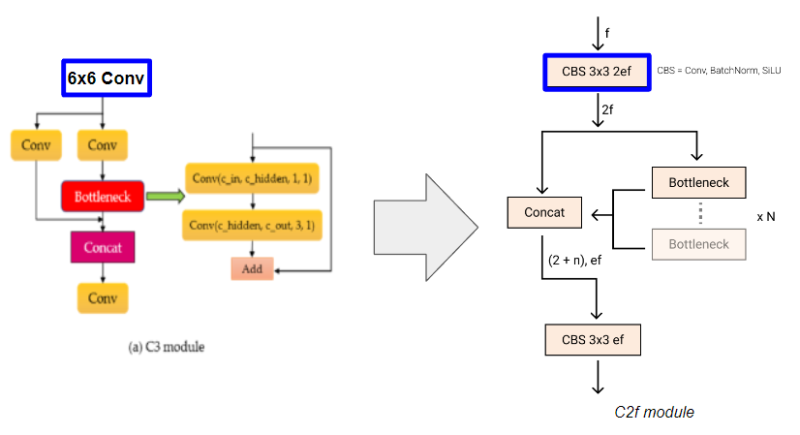 6x6 Conv
Conv
Conv
Bottleneck
Concat
Conv
Conv(c_in, c_hidden, 1, 1)
Conv(c_hidden, c_out, 3, 1)
Add
(a) C3 module
f
CBS 3x3 2ef
CBS = Conv, BatchNorm, SiLU
2f
Bottleneck
Concat
x N
Bottleneck
(2 + n), ef
CBS 3x3 ef
C2f module